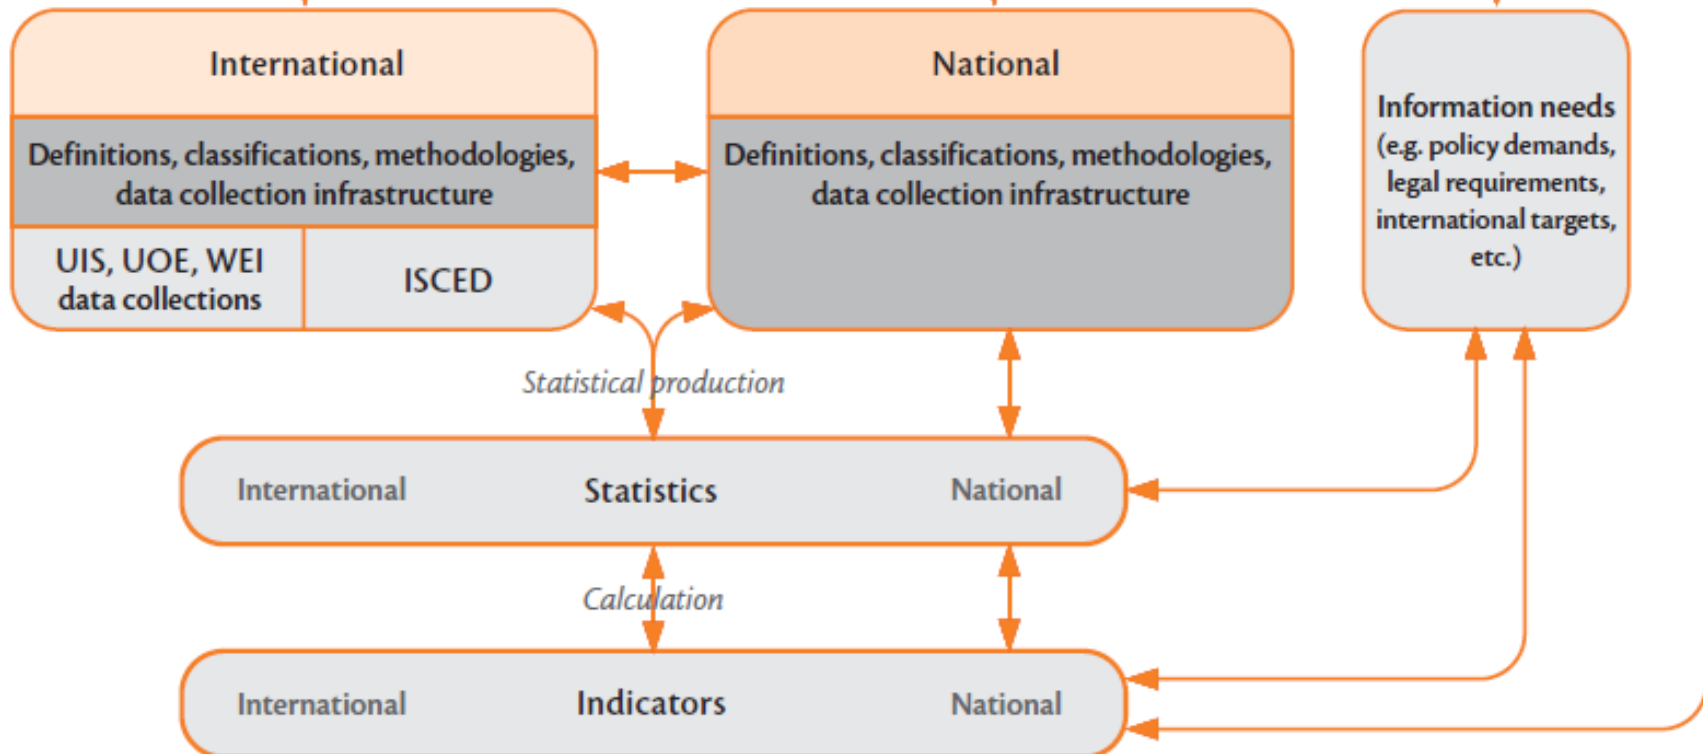 International
Definitions, classifications, methodologies,
data collection infrastructure
UIS, UOE, WEI
data collections
ISCED
National
Definitions, classifications, methodologies,
data collection infrastructure
Information needs
(e.g. policy demands,
legal requirements,
international targets,
etc.)
Statistical production
International Statistics National
Calculation
International Indicators National